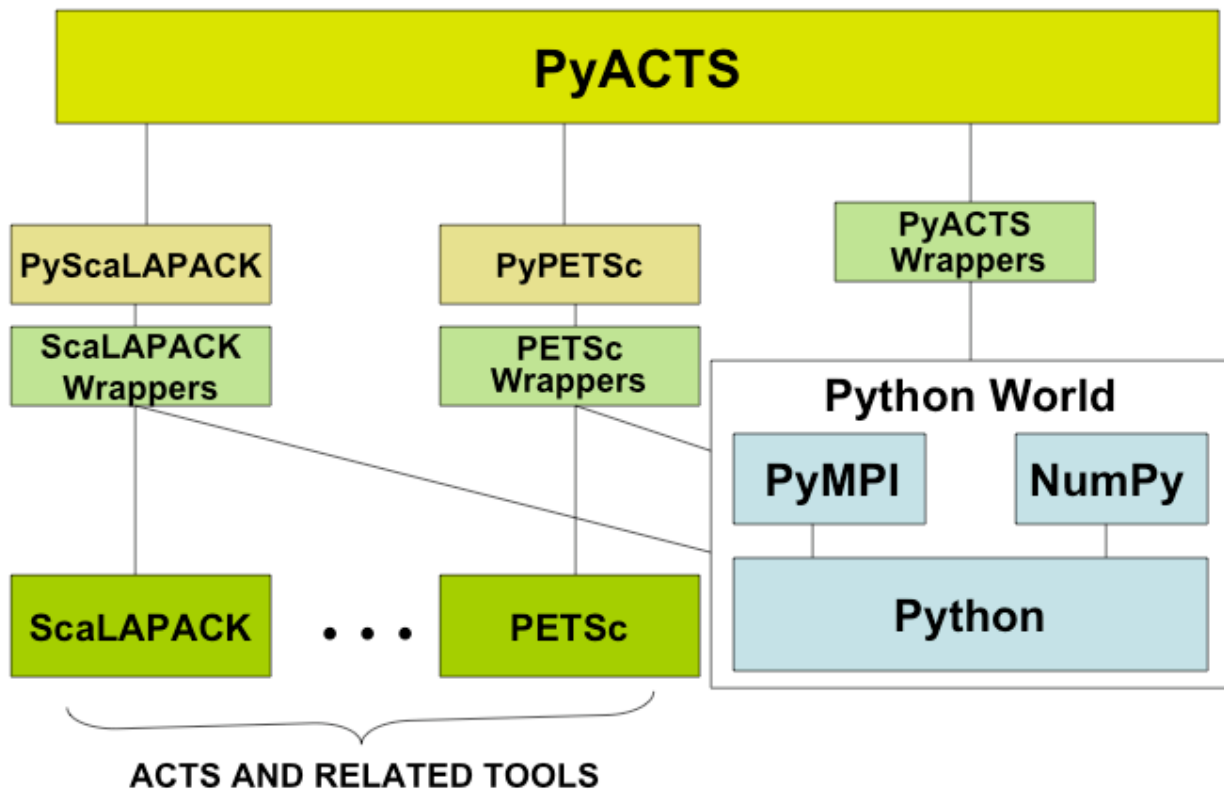 PyACTS
PyScaLAPACK
PyPETSc
PyACTS
Wrappers
ScaLAPACK
Wrappers
PETSc
Wrappers
Python World
PyMPI
NumPy
Python
ScaLAPACK
• • •
PETSc
ACTS AND RELATED TOOLS